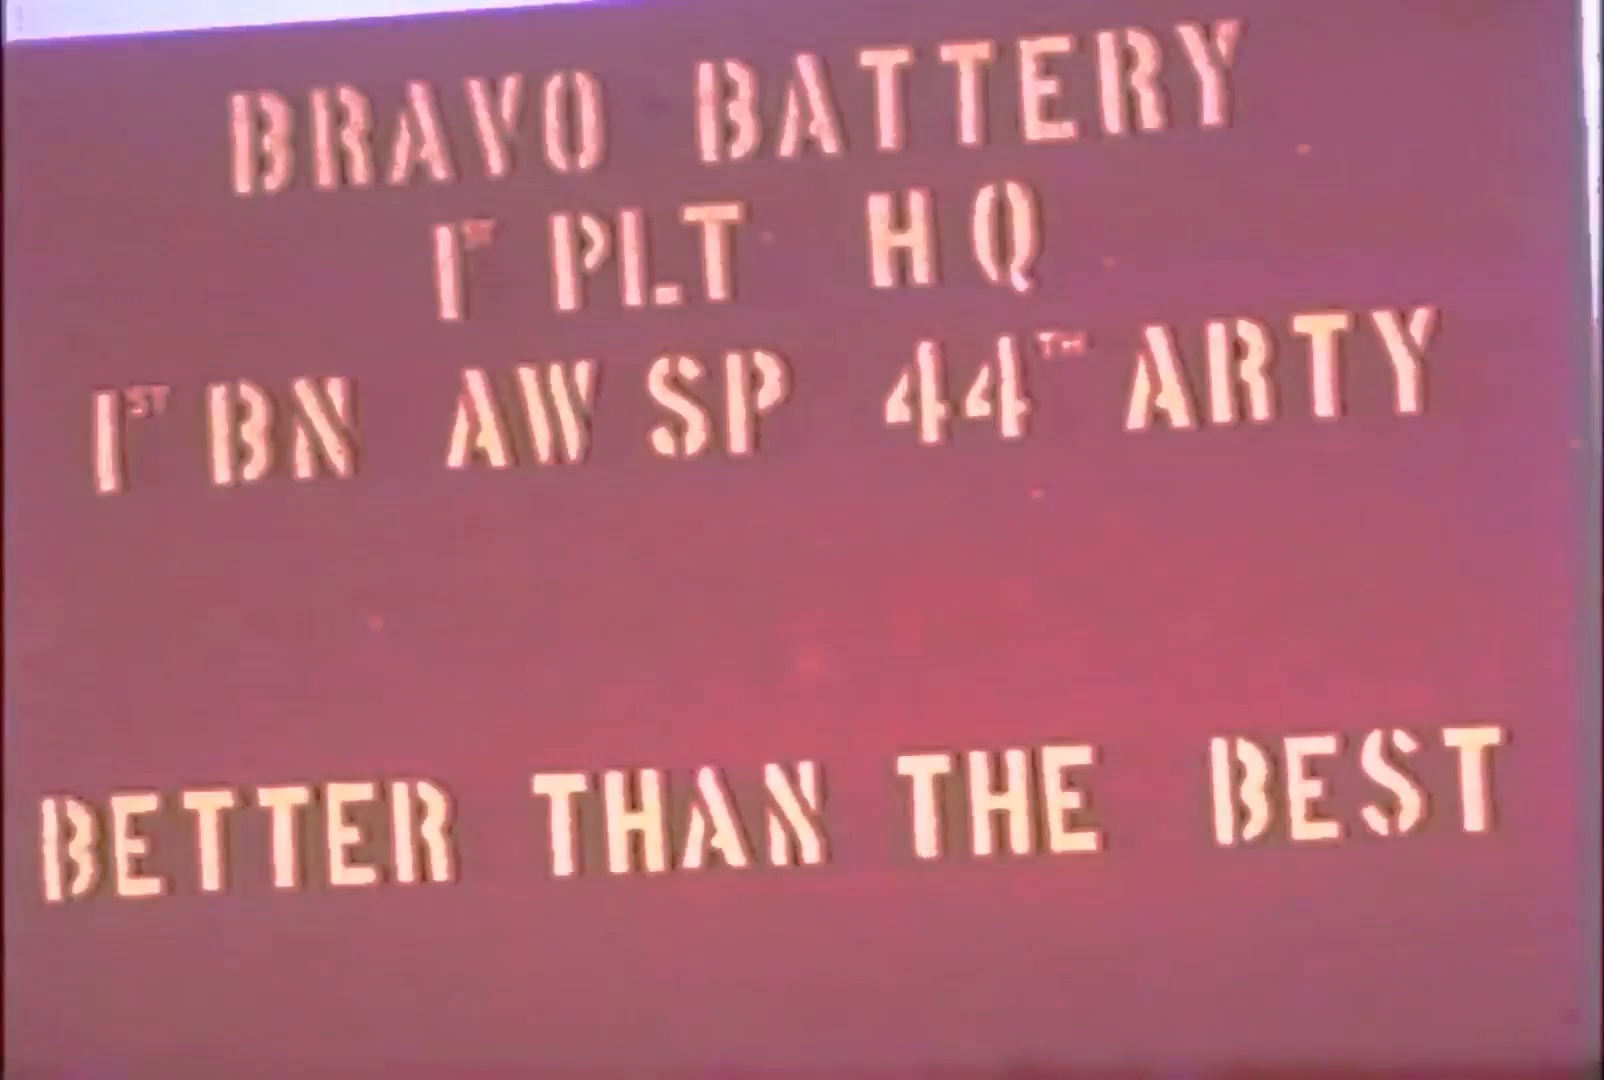 BRAVO BATTERY
1ST PLT HQ
1ST BN AW SP 44TH ARTY
BETTER THAN THE BEST